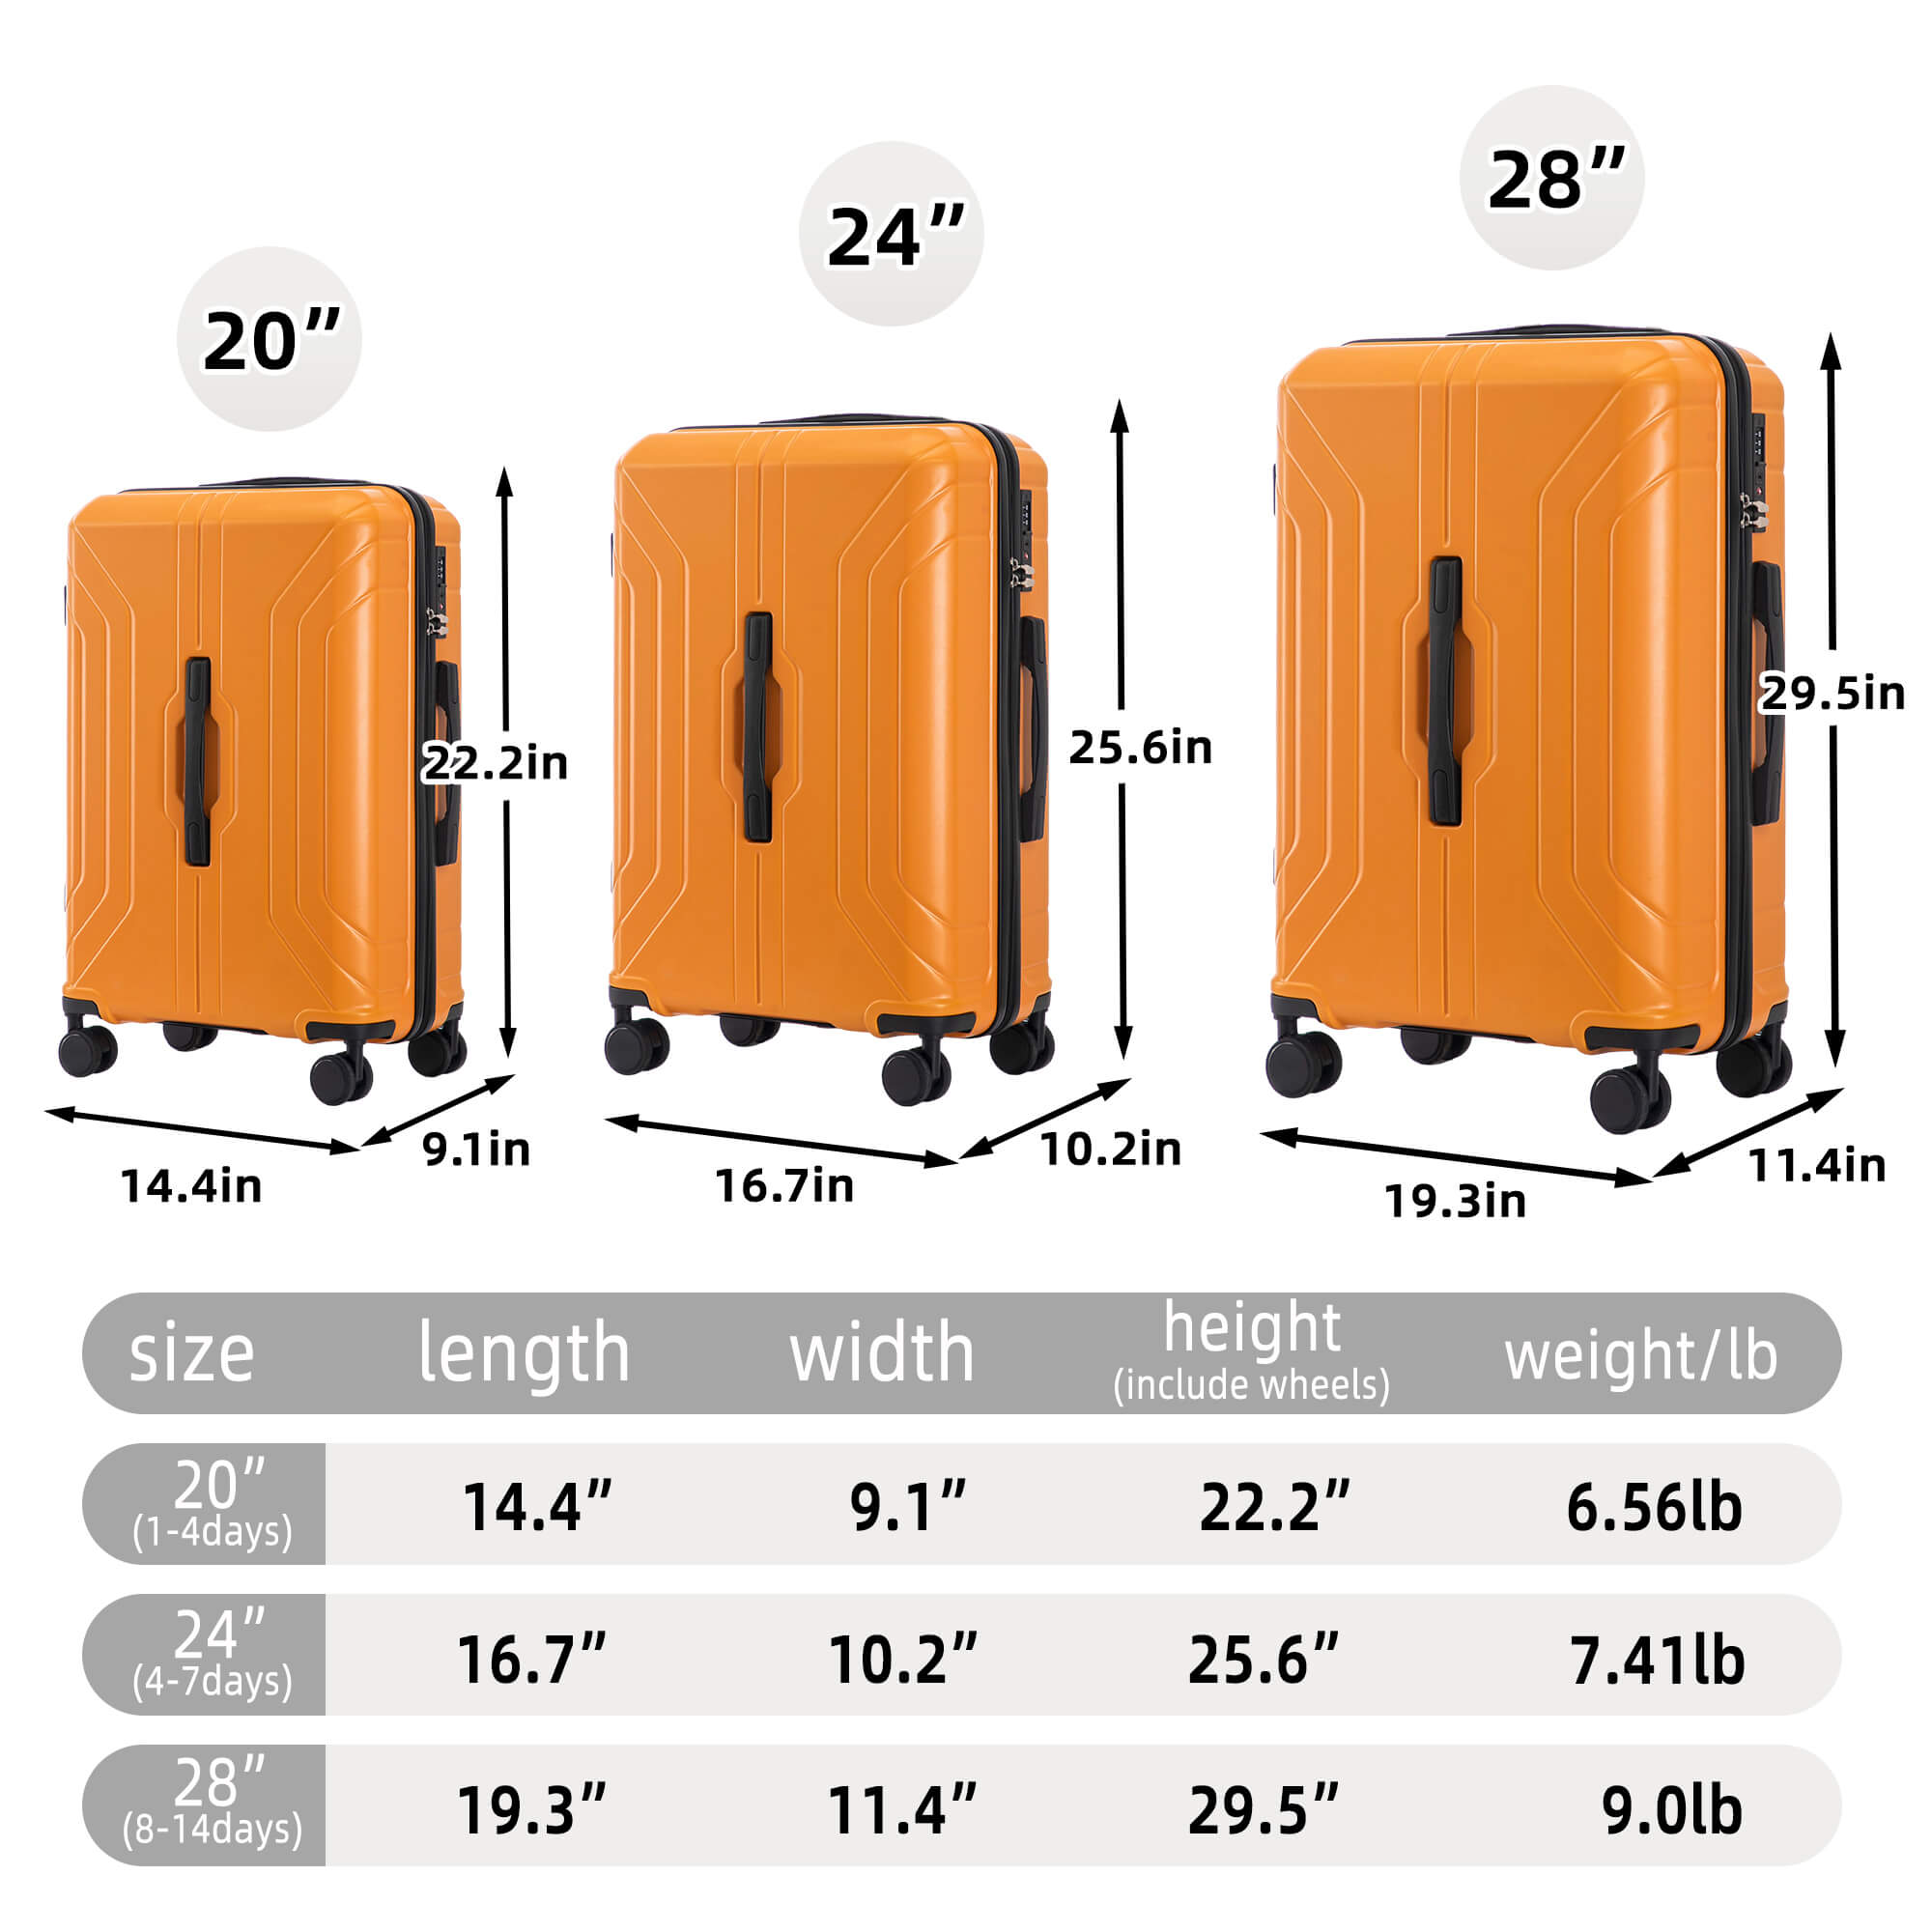 20”
24”
28”
22.2in
25.6in
29.5in
14.4in
9.1in
16.7in
10.2in
19.3in
11.4in
size length width height (include wheels) weight/lb
20” (1-4days) 14.4” 9.1” 22.2” 6.56lb
24” (4-7days) 16.7” 10.2” 25.6” 7.41lb
28” (8-14days) 19.3” 11.4” 29.5” 9.0lb